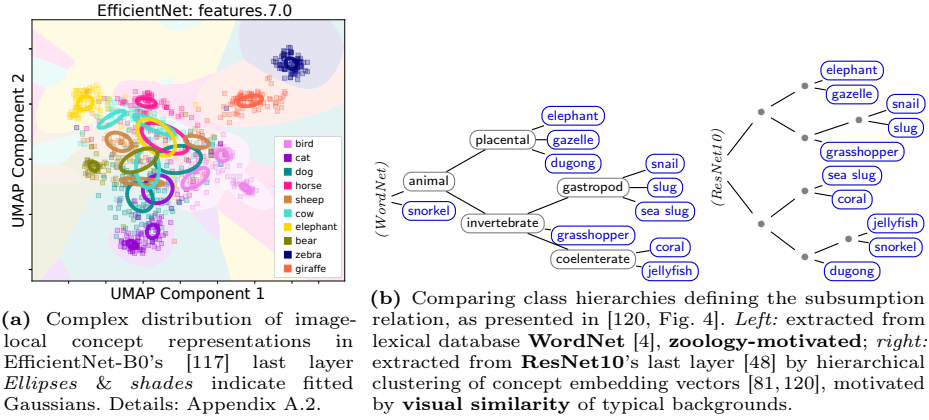 EfficientNet: features.7.0
UMAP Component 2
bird
cat
dog
horse
sheep
cow
elephant
bear
zebra
giraffe
UMAP Component 1
(a) Complex distribution of image-
local concept representations in
EfficientNet-B0's [117] last layer
Ellipses & shades indicate fitted
Gaussians. Details: Appendix A.2.
(WordNet)
animal
snorkel
placental
invertebrate
elephant
gazelle
dugong
gastropod
grasshopper
coelenterate
snail
slug
sea slug
coral
jellyfish
(ResNet10)
elephant
gazelle
snail
slug
grasshopper
sea slug
coral
jellyfish
snorkel
dugong
(b) Comparing class hierarchies defining the subsumption
relation, as presented in [120, Fig. 4]. Left: extracted from
lexical database WordNet [4], zoology-motivated; right:
extracted from ResNet10's last layer [48] by hierarchical
clustering of concept embedding vectors [81,120], motivated
by visual similarity of typical backgrounds.